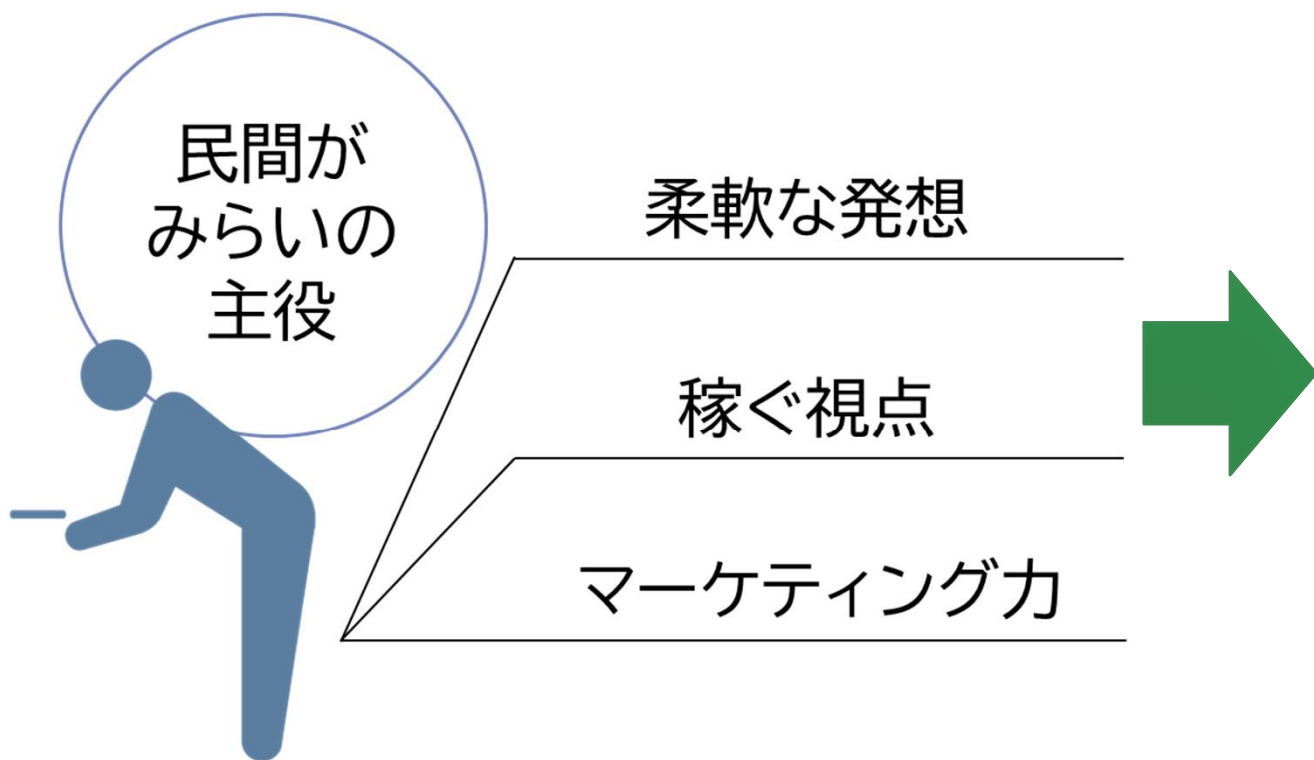 民間が
みらいの
主役
柔軟な発想
稼ぐ視点
マーケティング力